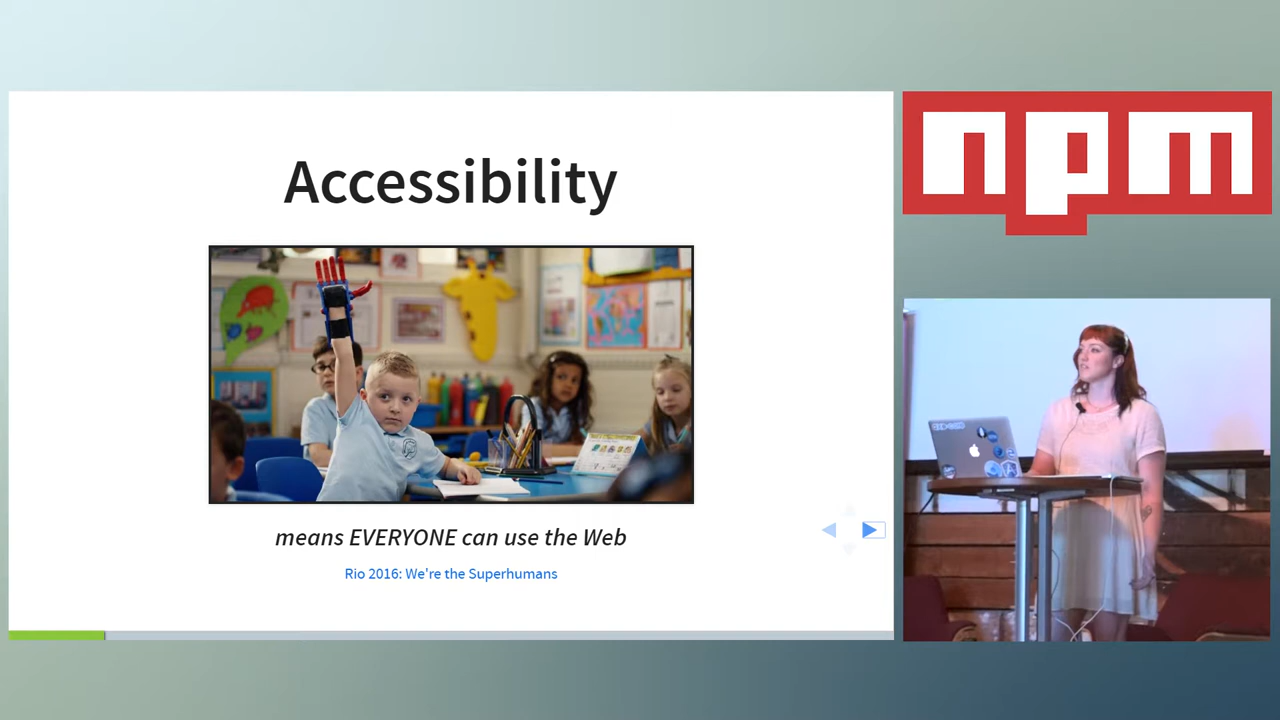 Accessibility
means EVERYONE can use the Web
Rio 2016: We're the Superhumans
npm